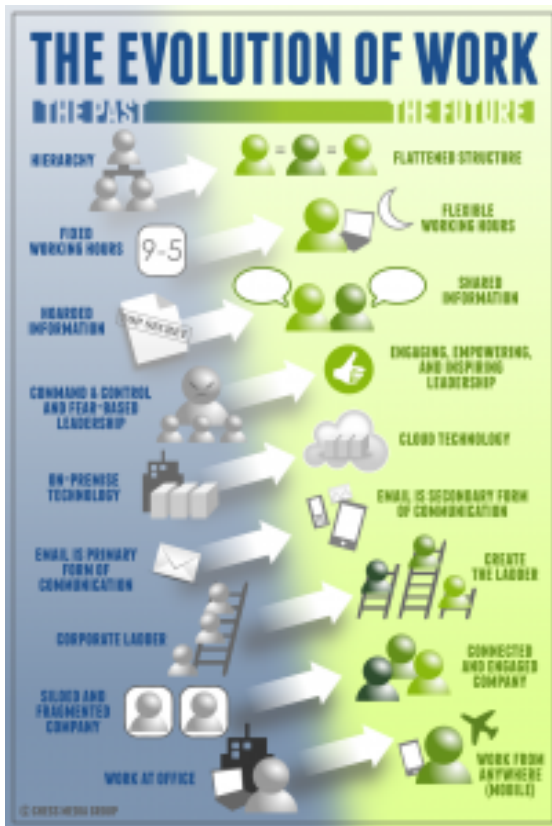 THE EVOLUTION OF WORK
THE PAST
THE FUTURE
HIERARCHY
FLATTENED STRUCTURE
FIXED
WORKING HOURS
9-5
FLEXIBLE
WORKING HOURS
HOARDED
INFORMATION
TOP SECRET
SHARED
INFORMATION
COMMAND & CONTROL
AND FEAR-BASED
LEADERSHIP
ENGAGING, EMPOWERING,
AND INSPIRING
LEADERSHIP
ON-PREMISE
TECHNOLOGY
CLOUD TECHNOLOGY
EMAIL IS PRIMARY
FORM OF
COMMUNICATION
EMAIL IS SECONDARY FORM
OF COMMUNICATION
CORPORATE LADDER
CREATE
THE LADDER
SILOED AND
FRAGMENTED
COMPANY
CONNECTED
AND ENGAGED
COMPANY
WORK AT OFFICE
WORK FROM
ANYWHERE
(MOBILE)
© CHESS MEDIA GROUP